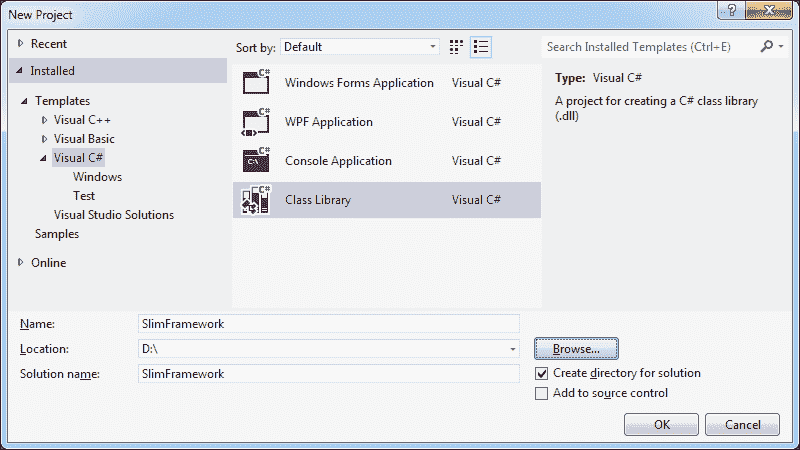 New Project
Recent
Installed
Templates
Visual C++
Visual Basic
Visual C#
Windows
Test
Visual Studio Solutions
Samples
Online
Sort by: Default
Search Installed Templates (Ctrl+E)
C# Windows Forms Application Visual C#
C# WPF Application Visual C#
C# C:\ Console Application Visual C#
C# Class Library Visual C#
Type: Visual C#
A project for creating a C# class library
(.dll)
Name: SlimFramework
Location: D:\
Browse...
Solution name: SlimFramework
Create directory for solution
Add to source control
OK Cancel